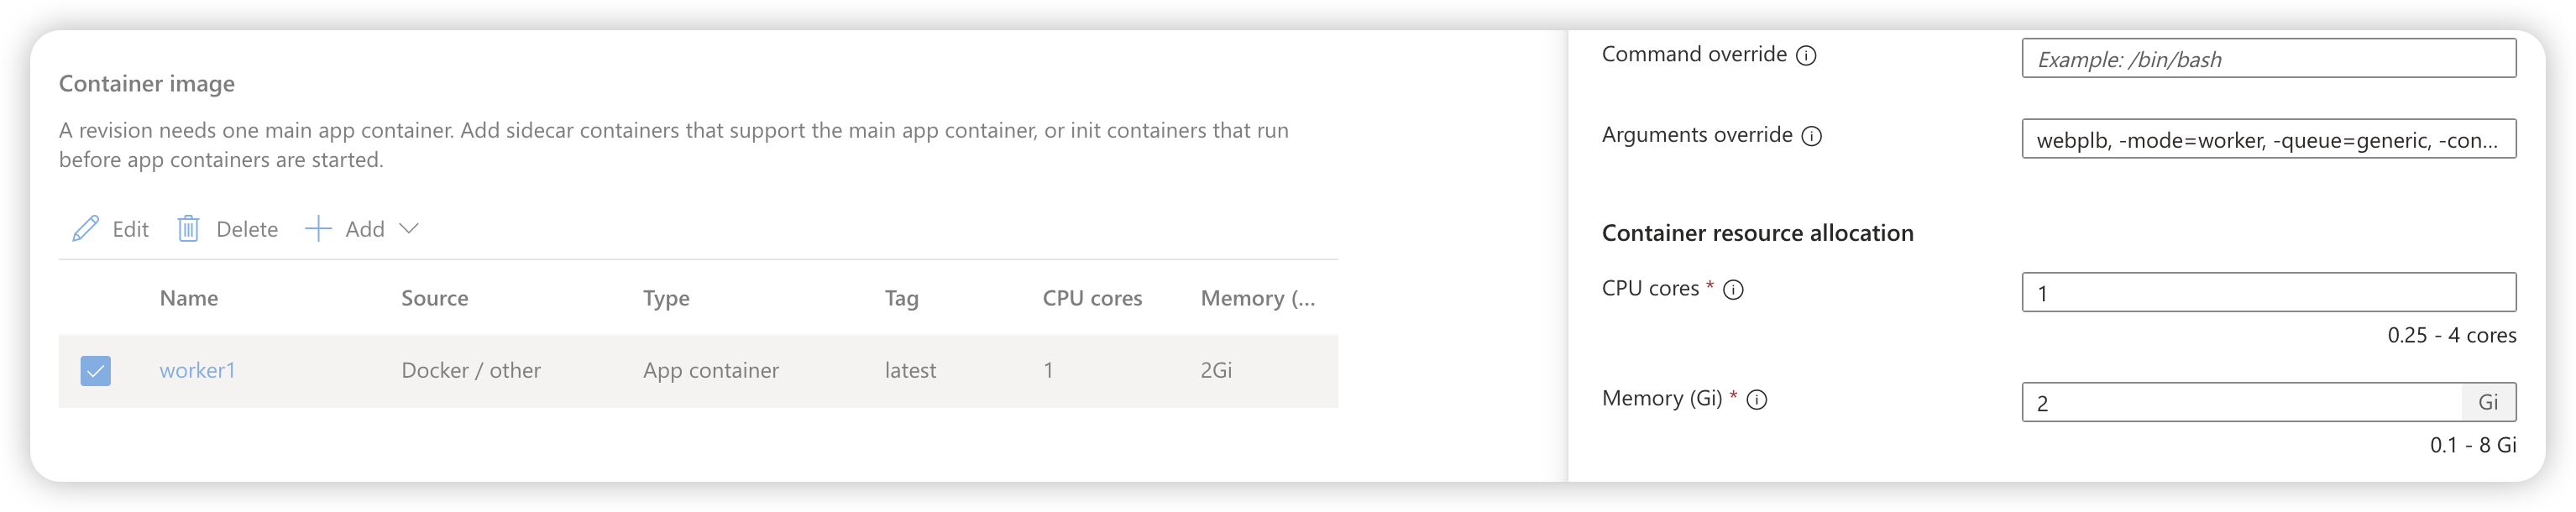 Container image
A revision needs one main app container. Add sidecar containers that support the main app container, or init containers that run
before app containers are started.
Edit Delete Add
Name Source Type Tag CPU cores Memory (...
worker1 Docker / other App container latest 1 2Gi
Command override
Example: /bin/bash
Arguments override
webplb, -mode=worker, -queue=generic, -con...
Container resource allocation
CPU cores *
1
0.25 - 4 cores
Memory (Gi) *
2 Gi
0.1 - 8 Gi